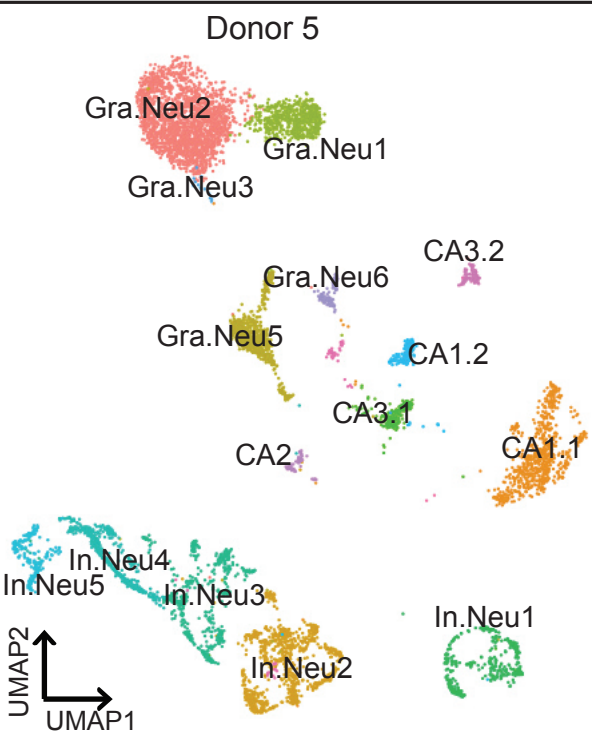 Donor 5
Gra.Neu2
Gra.Neu1
Gra.Neu3
CA3.2
Gra.Neu6
Gra.Neu5
CA1.2
CA3.1
CA1.1
CA2
In.Neu4
In.Neu5
In.Neu3
In.Neu1
In.Neu2
UMAP2
UMAP1